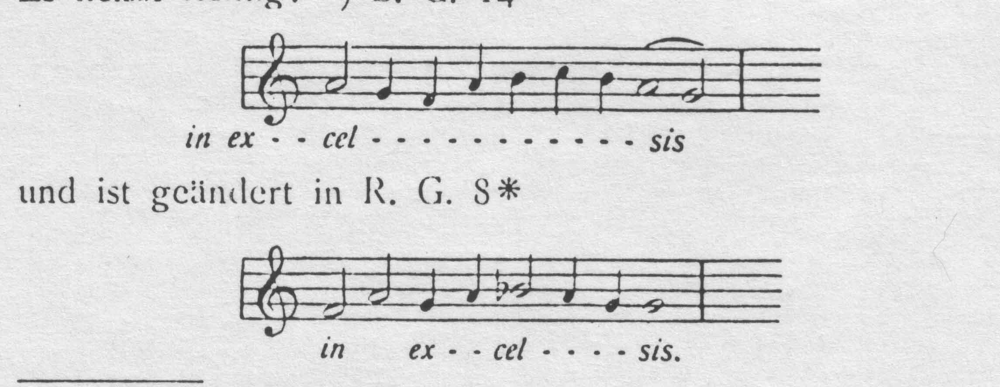 in ex - - cel - - - - - - - - - - - sis
und ist geändert in R. G. 8*
in ex - - cel - - - - sis.